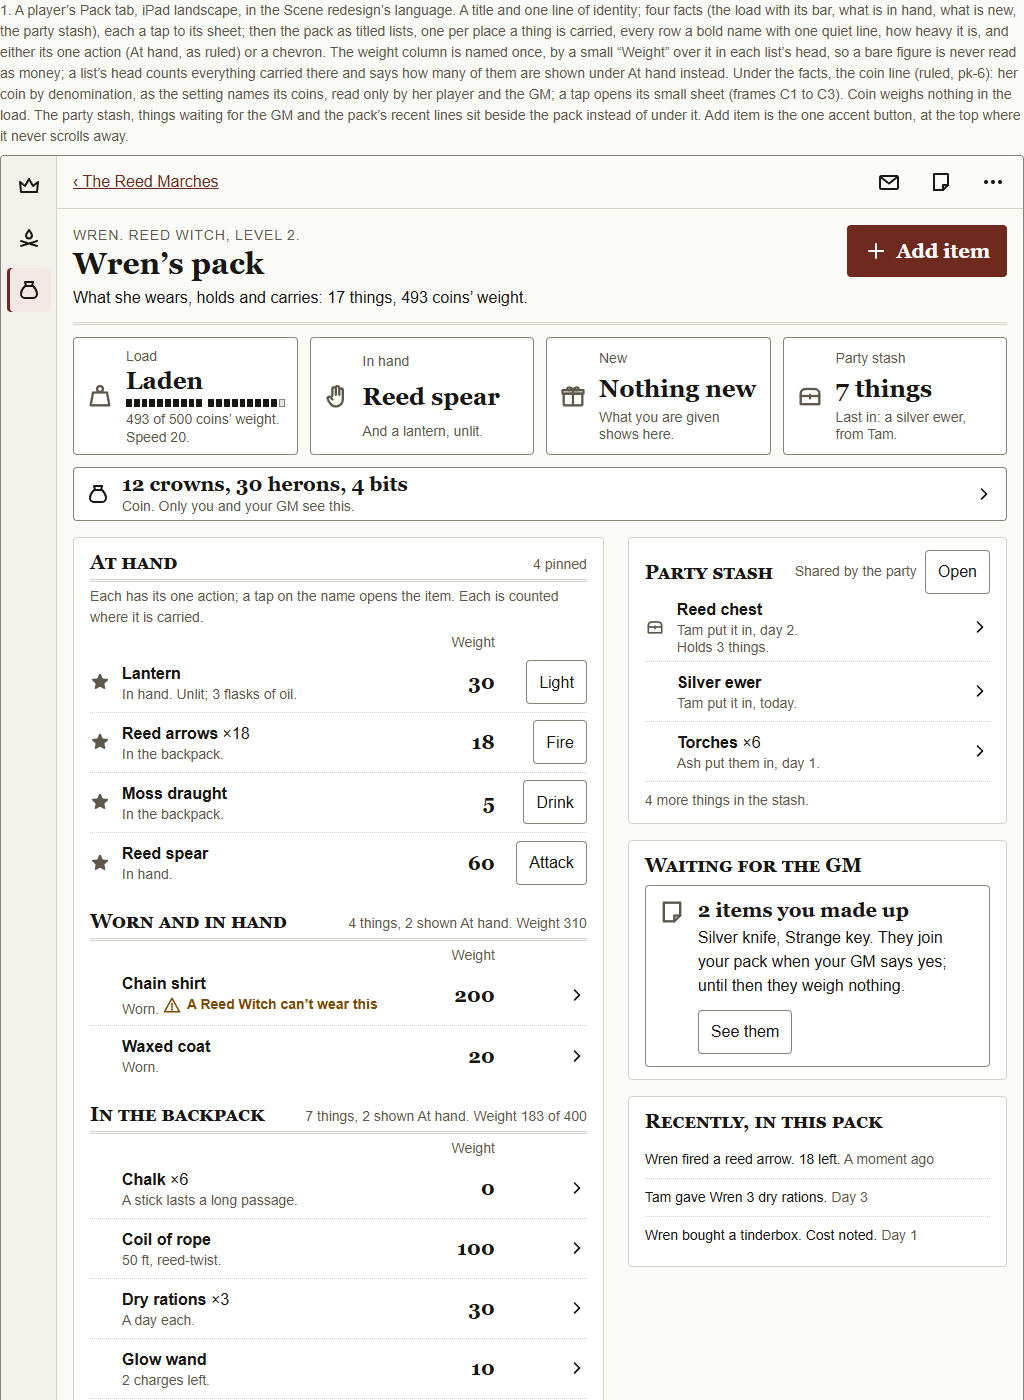 1. A player’s Pack tab, iPad landscape, in the Scene redesign’s language. A title and one line of identity; four facts (the load with its bar, what is in hand, what is new,
the party stash), each a tap to its sheet; then the pack as titled lists, one per place a thing is carried, every row a bold name with one quiet line, how heavy it is, and
either its one action (At hand, as ruled) or a chevron. The weight column is named once, by a small “Weight” over it in each list’s head, so a bare figure is never read
as money; a list’s head counts everything carried there and says how many of them are shown under At hand instead. Under the facts, the coin line (ruled, pk-6): her
coin by denomination, as the setting names its coins, read only by her player and the GM; a tap opens its small sheet (frames C1 to C3). Coin weighs nothing in the
load. The party stash, things waiting for the GM and the pack’s recent lines sit beside the pack instead of under it. Add item is the one accent button, at the top where
it never scrolls away.
‹ The Reed Marches
WREN. REED WITCH, LEVEL 2.
Wren’s pack
What she wears, holds and carries: 17 things, 493 coins’ weight.
Add item
Load
Laden
493 of 500 coins’ weight.
Speed 20.
In hand
Reed spear
And a lantern, unlit.
New
Nothing new
What you are given
shows here.
Party stash
7 things
Last in: a silver ewer,
from Tam.
12 crowns, 30 herons, 4 bits
Coin. Only you and your GM see this.
At hand
4 pinned
Each has its one action; a tap on the name opens the item. Each is counted
where it is carried.
Weight
Lantern
In hand. Unlit; 3 flasks of oil.
30
Light
Reed arrows ×18
In the backpack.
18
Fire
Moss draught
In the backpack.
5
Drink
Reed spear
In hand.
60
Attack
Worn and in hand
4 things, 2 shown At hand. Weight 310
Weight
Chain shirt
Worn. A Reed Witch can’t wear this
200
Waxed coat
Worn.
20
In the backpack
7 things, 2 shown At hand. Weight 183 of 400
Weight
Chalk ×6
A stick lasts a long passage.
0
Coil of rope
50 ft, reed-twist.
100
Dry rations ×3
A day each.
30
Glow wand
2 charges left.
10
Party stash
Shared by the party
Open
Reed chest
Tam put it in, day 2.
Holds 3 things.
Silver ewer
Tam put it in, today.
Torches ×6
Ash put them in, day 1.
4 more things in the stash.
Waiting for the GM
2 items you made up
Silver knife, Strange key. They join
your pack when your GM says yes;
until then they weigh nothing.
See them
Recently, in this pack
Wren fired a reed arrow. 18 left. A moment ago
Tam gave Wren 3 dry rations. Day 3
Wren bought a tinderbox. Cost noted. Day 1